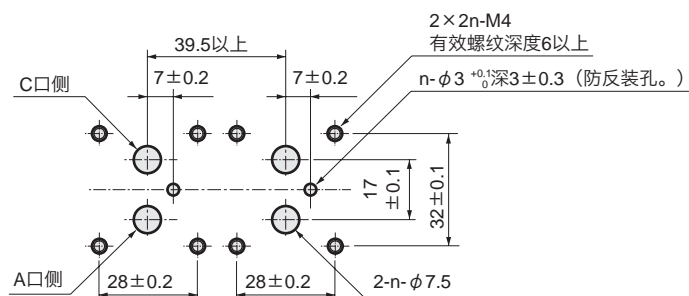 2×2n-M4
有效螺纹深度6以上
39.5以上
7±0.2
7±0.2
n-φ3 +0.1 0 深3±0.3（防反装孔。）
C口侧
17
±0.1
32±0.1
A口侧
28±0.2
28±0.2
2-n-φ7.5